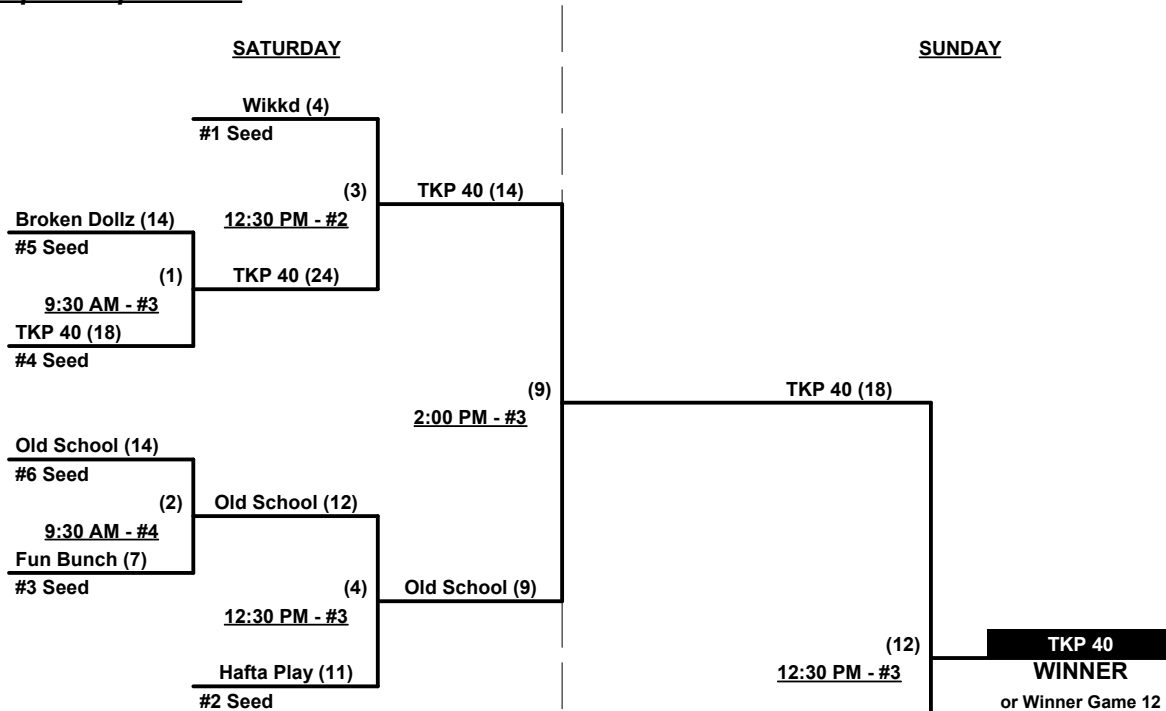 SATURDAY
SUNDAY
Wikkd (4)
#1 Seed
(3)
TKP 40 (14)
Broken Dollz (14)
12:30 PM - #2
#5 Seed
(1)
TKP 40 (24)
9:30 AM - #3
TKP 40 (18)
#4 Seed
(9)
TKP 40 (18)
2:00 PM - #3
Old School (14)
#6 Seed
(2)
Old School (12)
9:30 AM - #4
Fun Bunch (7)
#3 Seed
(4)
Old School (9)
12:30 PM - #3
(12)
TKP 40
Hafta Play (11)
12:30 PM - #3
WINNER
#2 Seed
or Winner Game 12